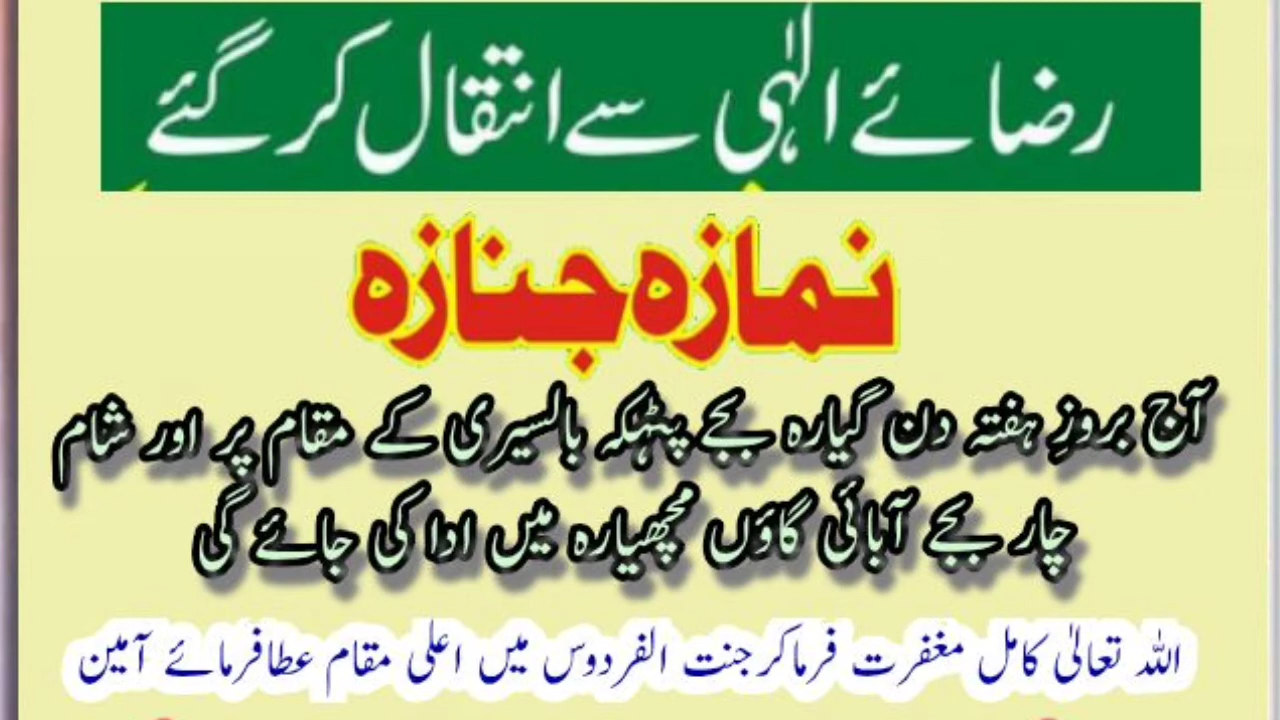 رضائے الٰہی سے انتقال کر گئے
نمازہ جنازہ
آج بروزِ ہفتہ دن گیارہ بجے پٹہکہ بالسیری کے مقام پر اور شام
چار بجے آبائی گاؤں مچھیارہ میں ادا کی جائے گی
اللہ تعالیٰ کامل مغفرت فرما کر جنت الفردوس میں اعلی مقام عطا فرمائے آمین